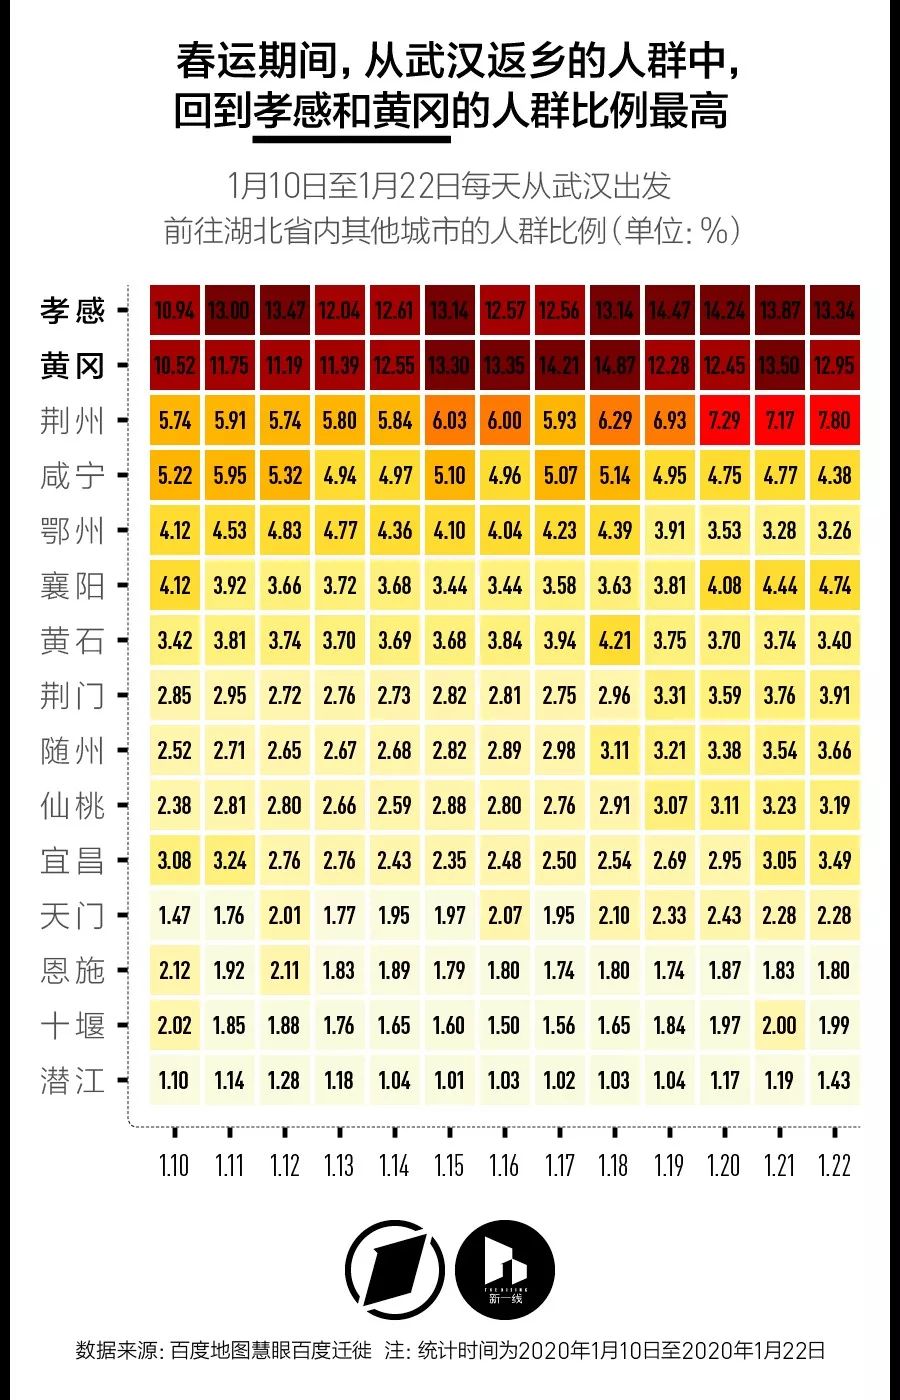 春运期间，从武汉返乡的人群中，
回到孝感和黄冈的人群比例最高
1月10日至1月22日每天从武汉出发
前往湖北省内其他城市的人群比例（单位：%）
孝感 10.94 13.00 13.47 12.04 12.61 13.14 12.57 12.56 13.14 14.47 14.24 13.87 13.34
黄冈 10.52 11.75 11.19 11.39 12.55 13.30 13.35 14.21 14.87 12.28 12.45 13.50 12.95
荆州 5.74 5.91 5.74 5.80 5.84 6.03 6.00 5.93 6.29 6.93 7.29 7.17 7.80
咸宁 5.22 5.95 5.32 4.94 4.97 5.10 4.96 5.07 5.14 4.95 4.75 4.77 4.38
鄂州 4.12 4.53 4.83 4.77 4.36 4.10 4.04 4.23 4.39 3.91 3.53 3.28 3.26
襄阳 4.12 3.92 3.66 3.72 3.68 3.44 3.44 3.58 3.63 3.81 4.08 4.44 4.74
黄石 3.42 3.81 3.74 3.70 3.69 3.68 3.84 3.94 4.21 3.75 3.70 3.74 3.40
荆门 2.85 2.95 2.72 2.76 2.73 2.82 2.81 2.75 2.96 3.31 3.59 3.76 3.91
随州 2.52 2.71 2.65 2.67 2.68 2.82 2.89 2.98 3.11 3.21 3.38 3.54 3.66
仙桃 2.38 2.81 2.80 2.66 2.59 2.88 2.80 2.76 2.91 3.07 3.11 3.23 3.19
宜昌 3.08 3.24 2.76 2.76 2.43 2.35 2.48 2.50 2.54 2.69 2.95 3.05 3.49
天门 1.47 1.76 2.01 1.77 1.95 1.97 2.07 1.95 2.10 2.33 2.43 2.28 2.28
恩施 2.12 1.92 2.11 1.83 1.89 1.79 1.80 1.74 1.80 1.74 1.87 1.83 1.80
十堰 2.02 1.85 1.88 1.76 1.65 1.60 1.50 1.56 1.65 1.84 1.97 2.00 1.99
潜江 1.10 1.14 1.28 1.18 1.04 1.01 1.03 1.02 1.03 1.04 1.17 1.19 1.43
1.10 1.11 1.12 1.13 1.14 1.15 1.16 1.17 1.18 1.19 1.20 1.21 1.22
THE RISING
新一线
数据来源：百度地图慧眼百度迁徙 注：统计时间为2020年1月10日至2020年1月22日